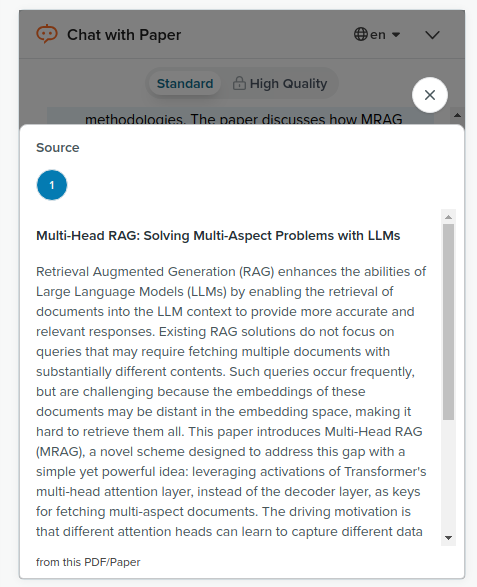 Chat with Paper
en
Standard
High Quality
methodologies. The paper discusses how MRAG
Source
1
Multi-Head RAG: Solving Multi-Aspect Problems with LLMs
Retrieval Augmented Generation (RAG) enhances the abilities of
Large Language Models (LLMs) by enabling the retrieval of
documents into the LLM context to provide more accurate and
relevant responses. Existing RAG solutions do not focus on
queries that may require fetching multiple documents with
substantially different contents. Such queries occur frequently,
but are challenging because the embeddings of these
documents may be distant in the embedding space, making it
hard to retrieve them all. This paper introduces Multi-Head RAG
(MRAG), a novel scheme designed to address this gap with a
simple yet powerful idea: leveraging activations of Transformer's
multi-head attention layer, instead of the decoder layer, as keys
for fetching multi-aspect documents. The driving motivation is
that different attention heads can learn to capture different data
from this PDF/Paper